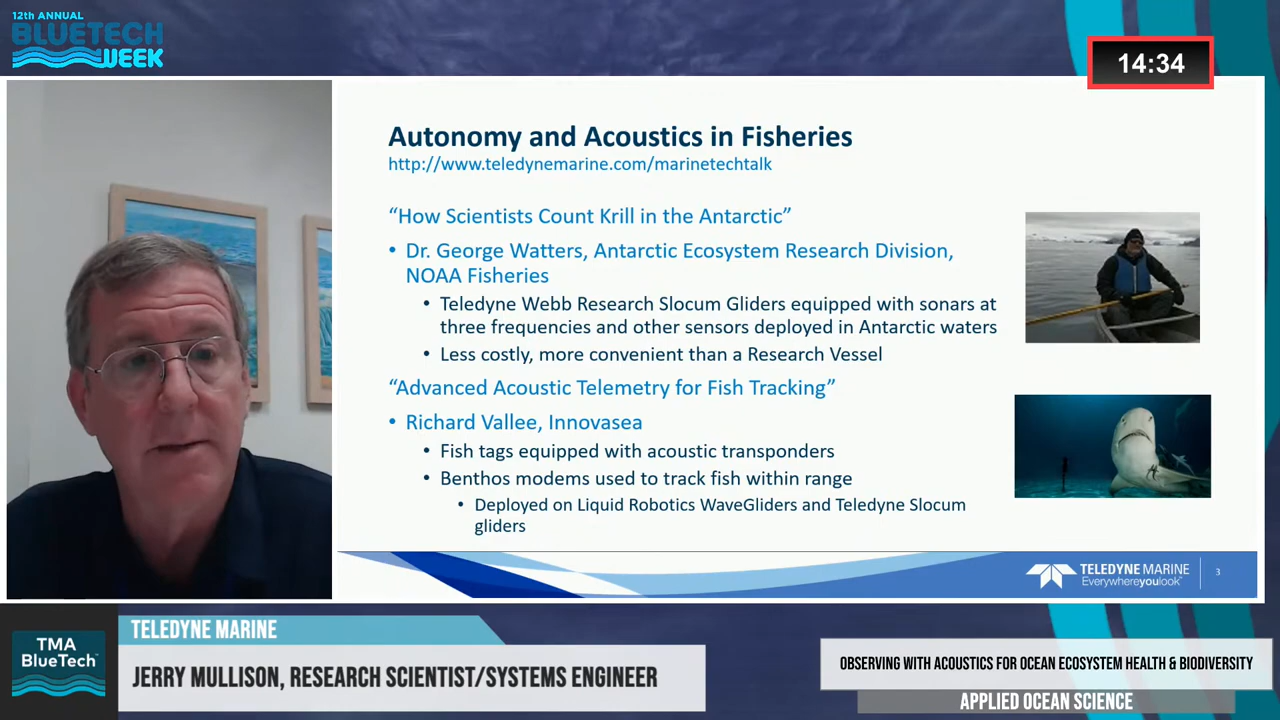 12th ANNUAL
BLUETECH
WEEK
14:34
Autonomy and Acoustics in Fisheries
http://www.teledynemarine.com/marinetechtalk
“How Scientists Count Krill in the Antarctic”
• Dr. George Watters, Antarctic Ecosystem Research Division,
NOAA Fisheries
• Teledyne Webb Research Slocum Gliders equipped with sonars at
three frequencies and other sensors deployed in Antarctic waters
• Less costly, more convenient than a Research Vessel
“Advanced Acoustic Telemetry for Fish Tracking”
• Richard Vallee, Innovasea
• Fish tags equipped with acoustic transponders
• Benthos modems used to track fish within range
• Deployed on Liquid Robotics WaveGliders and Teledyne Slocum
gliders
TELEDYNE MARINE
Everywhereyoulook™
3
TMA
BlueTech™
TELEDYNE MARINE
JERRY MULLISON, RESEARCH SCIENTIST/SYSTEMS ENGINEER
OBSERVING WITH ACOUSTICS FOR OCEAN ECOSYSTEM HEALTH & BIODIVERSITY
APPLIED OCEAN SCIENCE